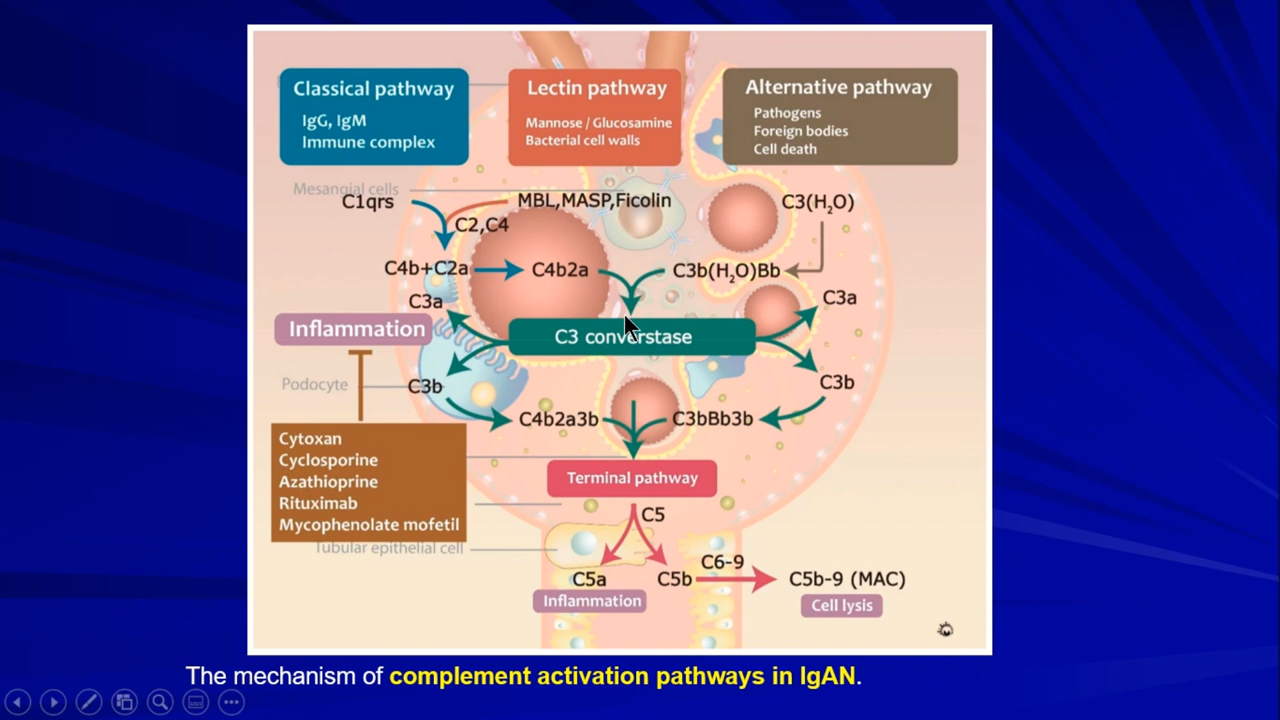 Classical pathway
IgG, IgM
Immune complex
Lectin pathway
Mannose / Glucosamine
Bacterial cell walls
Alternative pathway
Pathogens
Foreign bodies
Cell death
Mesangial cells
C1qrs
MBL,MASP,Ficolin
C3(H₂O)
C2,C4
C4b+C2a
C4b2a
C3b(H₂O)Bb
C3a
C3a
Inflammation
C3 converstase
Podocyte
C3b
C3b
C4b2a3b
C3bBb3b
Cytoxan
Cyclosporine
Azathioprine
Rituximab
Mycophenolate mofetil
Terminal pathway
C5
Tubular epithelial cell
C5a
C5b
C6-9
C5b-9 (MAC)
Inflammation
Cell lysis
The mechanism of complement activation pathways in IgAN.